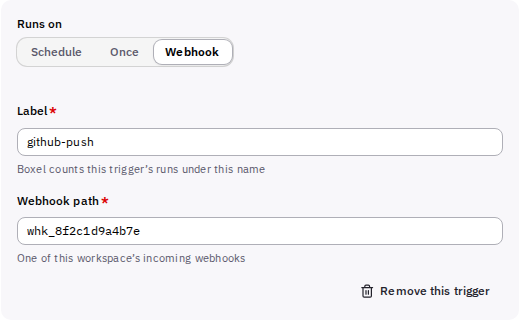 Runs on
Schedule Once Webhook
Label*
github-push
Boxel counts this trigger's runs under this name
Webhook path*
whk_8f2c1d9a4b7e
One of this workspace's incoming webhooks
Remove this trigger